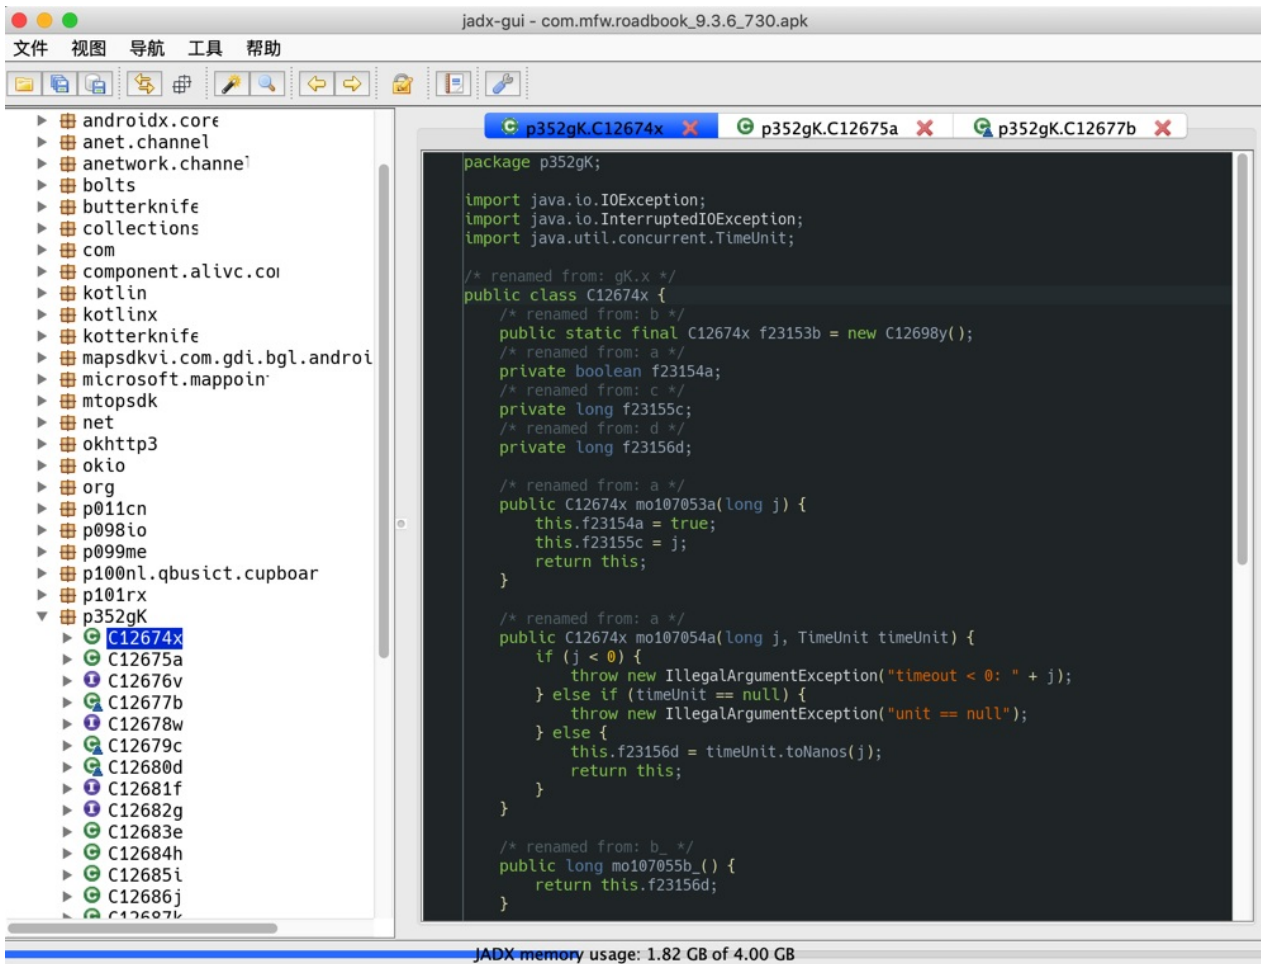 jadx-gui - com.mfw.roadbook_9.3.6_730.apk
文件 视图 导航 工具 帮助
androidx.core
anet.channel
anetwork.channel
bolts
butterknife
collections
com
component.alivc.co
kotlin
kotlinx
kotterknife
mapsdkvi.com.gdi.bgl.androi
microsoft.mappoin
mtopsdk
net
okhttp3
okio
org
p011cn
p098io
p099me
p100nl.qbusict.cupboar
p101rx
p352gK
C12674x
C12675a
C12676v
C12677b
C12678w
C12679c
C12680d
C12681f
C12682g
C12683e
C12684h
C12685i
C12686j
C12687k
p352gK.C12674x p352gK.C12675a p352gK.C12677b
package p352gK;
import java.io.IOException;
import java.io.InterruptedIOException;
import java.util.concurrent.TimeUnit;
/* renamed from: gK.x */
public class C12674x {
/* renamed from: b */
public static final C12674x f23153b = new C12698y();
/* renamed from: a */
private boolean f23154a;
/* renamed from: c */
private long f23155c;
/* renamed from: d */
private long f23156d;
/* renamed from: a */
public C12674x mo107053a(long j) {
this.f23154a = true;
this.f23155c = j;
return this;
}
/* renamed from: a */
public C12674x mo107054a(long j, TimeUnit timeUnit) {
if (j < 0) {
throw new IllegalArgumentException("timeout < 0: " + j);
} else if (timeUnit == null) {
throw new IllegalArgumentException("unit == null");
} else {
this.f23156d = timeUnit.toNanos(j);
return this;
}
}
/* renamed from: b_ */
public long mo107055b_() {
return this.f23156d;
}
JADX memory usage: 1.82 GB of 4.00 GB